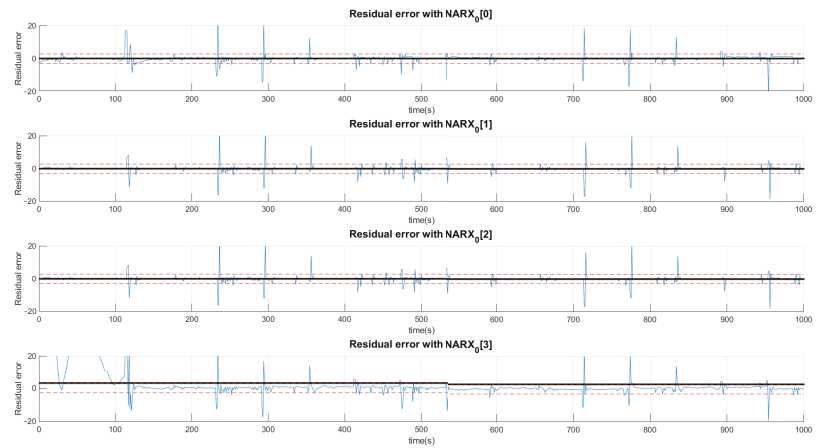 Residual error with NARX0[0]
Residual error
20
0
-20
0 100 200 300 400 500 600 700 800 900 1000
time(s)
Residual error with NARX0[1]
Residual error
20
0
-20
0 100 200 300 400 500 600 700 800 900 1000
time(s)
Residual error with NARX0[2]
Residual error
20
0
-20
0 100 200 300 400 500 600 700 800 900 1000
time(s)
Residual error with NARX0[3]
Residual error
20
0
-20
0 100 200 300 400 500 600 700 800 900 1000
time(s)